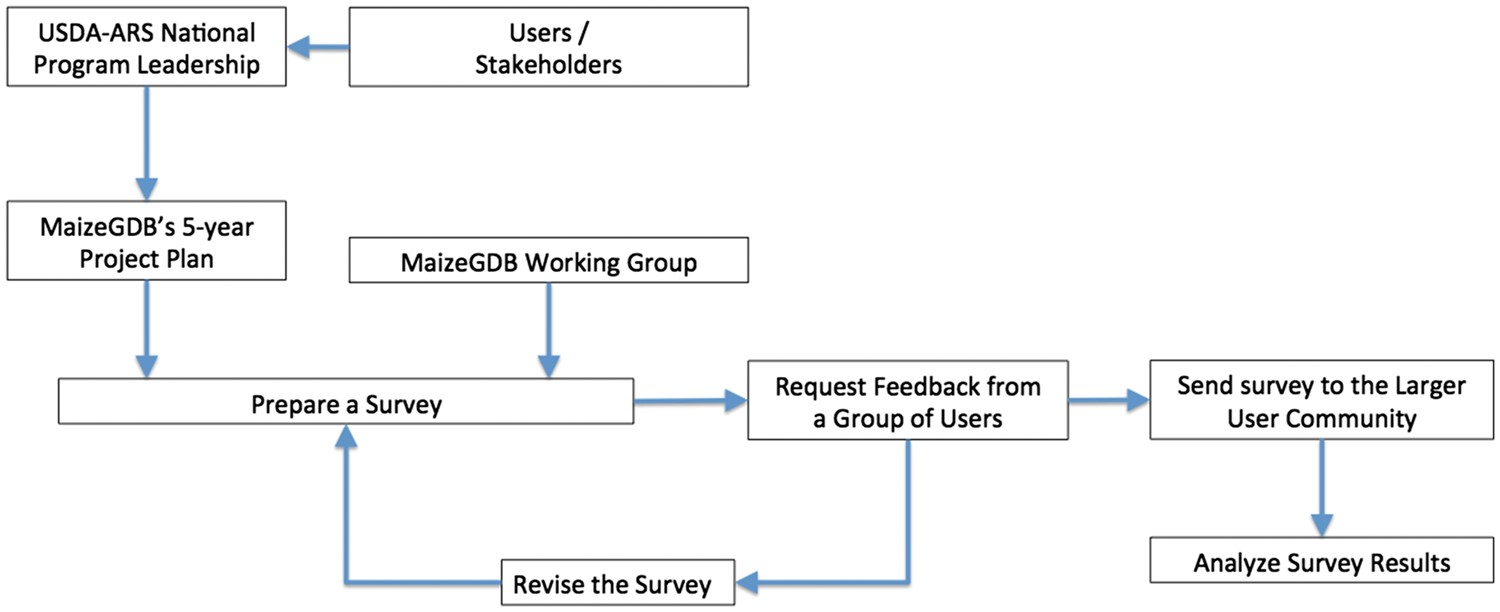 USDA-ARS National
Program Leadership
Users /
Stakeholders
MaizeGDB’s 5-year
Project Plan
MaizeGDB Working Group
Prepare a Survey
Request Feedback from
a Group of Users
Send survey to the Larger
User Community
Revise the Survey
Analyze Survey Results